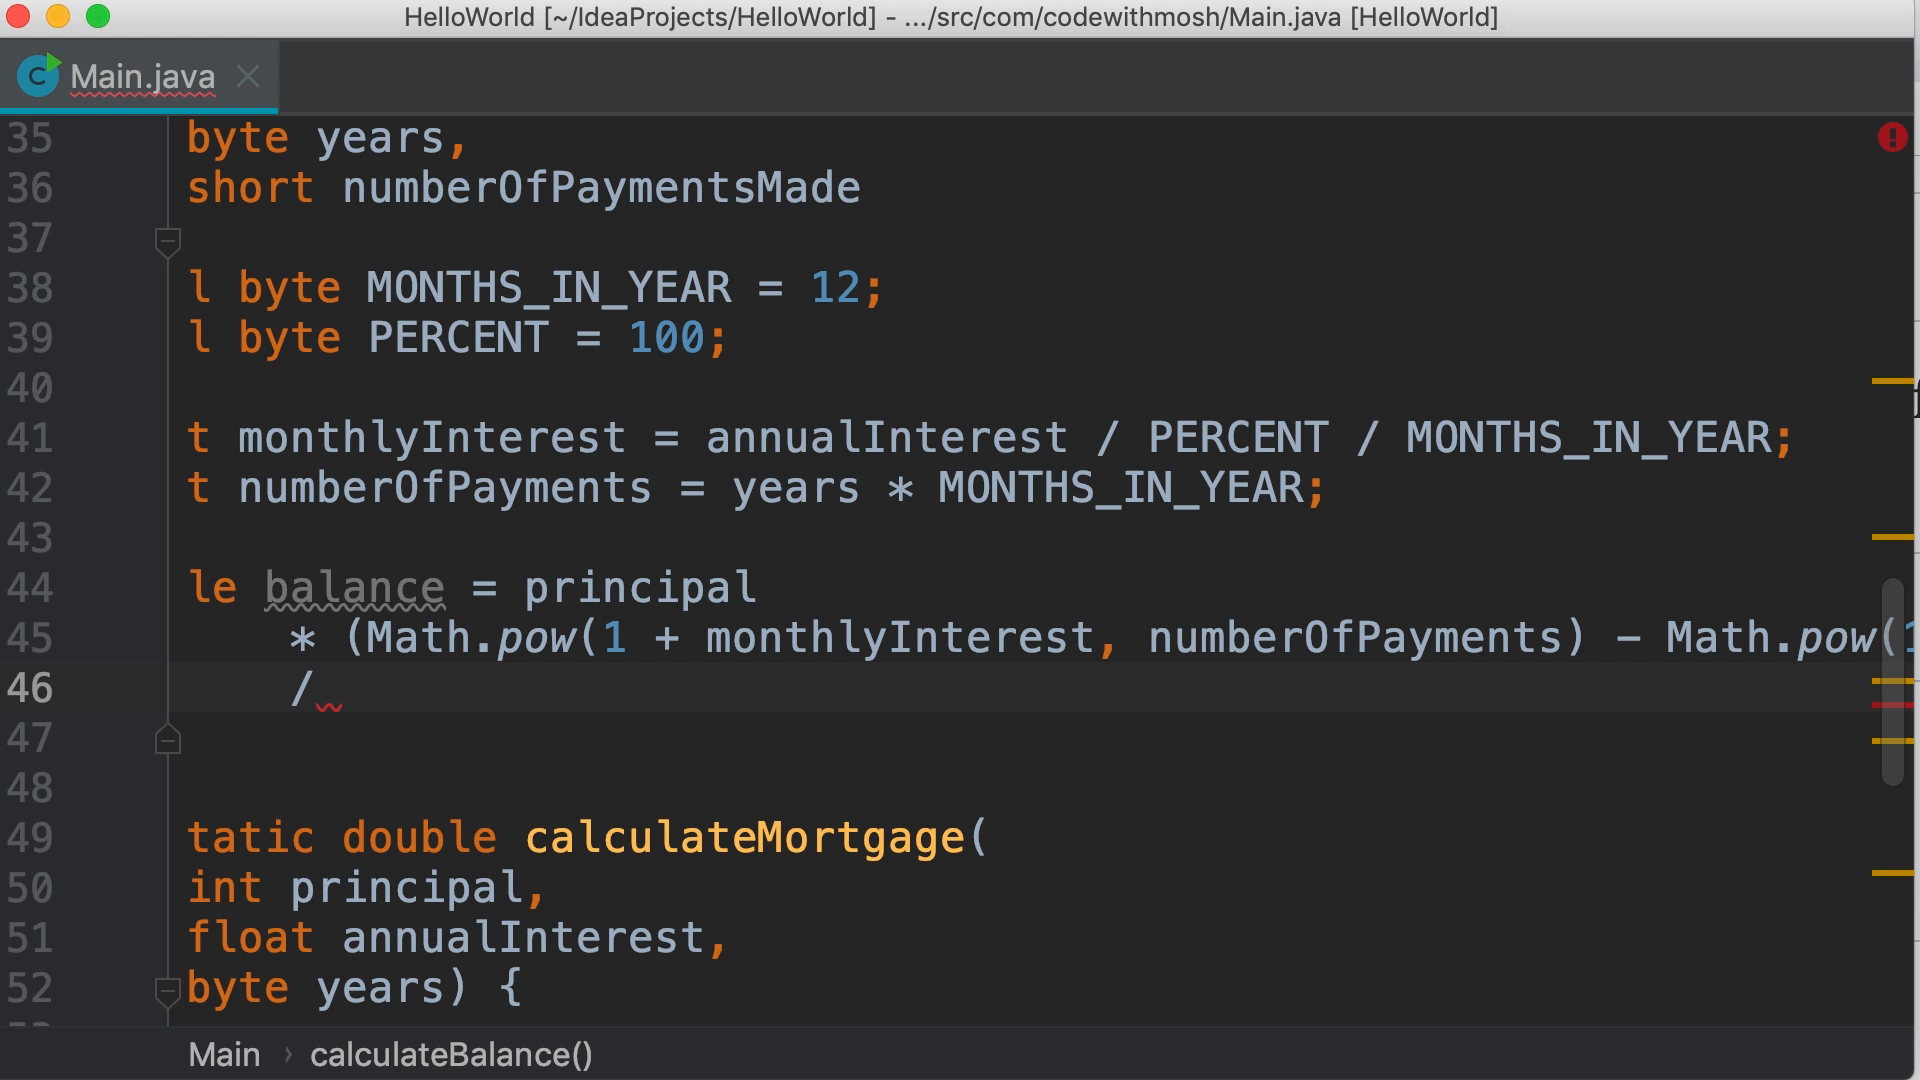 HelloWorld [~/IdeaProjects/HelloWorld] - .../src/com/codewithmosh/Main.java [HelloWorld]
C Main.java
35 byte years,
36 short numberOfPaymentsMade
37
38 l byte MONTHS_IN_YEAR = 12;
39 l byte PERCENT = 100;
40
41 t monthlyInterest = annualInterest / PERCENT / MONTHS_IN_YEAR;
42 t numberOfPayments = years * MONTHS_IN_YEAR;
43
44 le balance = principal
45 * (Math.pow(1 + monthlyInterest, numberOfPayments) - Math.pow(1
46 /
47
48
49 tatic double calculateMortgage(
50 int principal,
51 float annualInterest,
52 byte years) {
Main › calculateBalance()